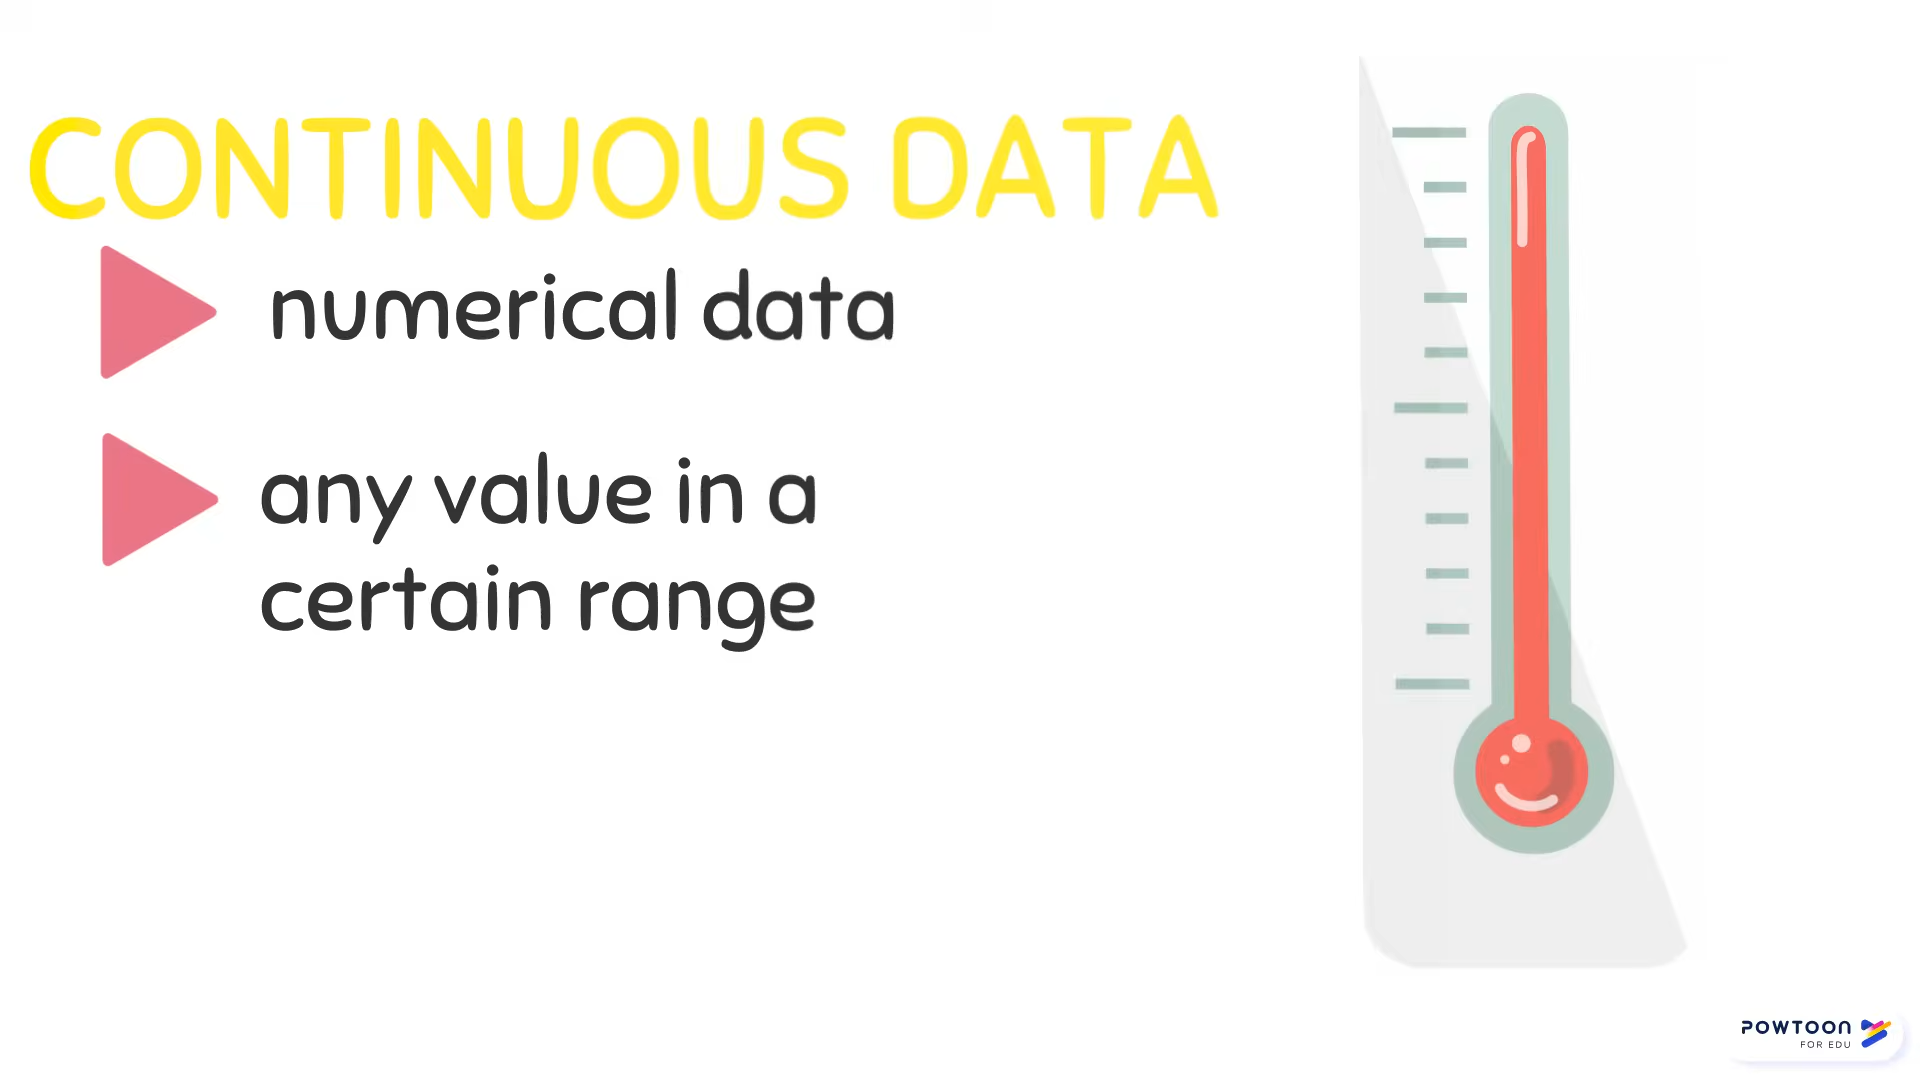 CONTINUOUS DATA
numerical data
any value in a
certain range
POWTOON
FOR EDU